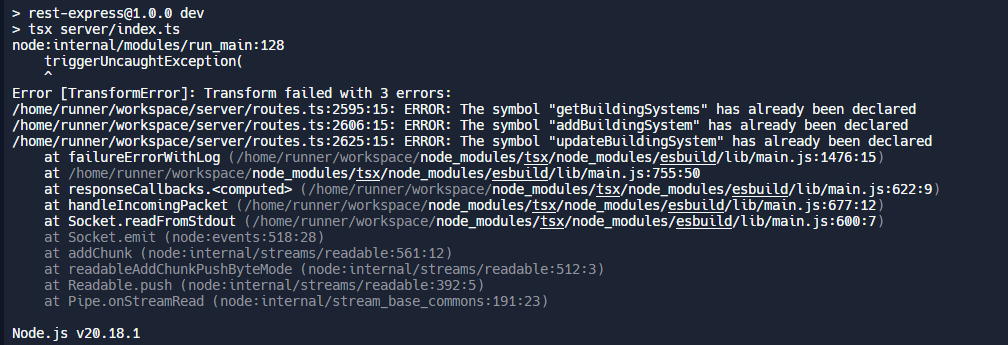 > rest-express@1.0.0 dev
> tsx server/index.ts
node:internal/modules/run_main:128
    triggerUncaughtException(
    ^
Error [TransformError]: Transform failed with 3 errors:
/home/runner/workspace/server/routes.ts:2595:15: ERROR: The symbol "getBuildingSystems" has already been declared
/home/runner/workspace/server/routes.ts:2606:15: ERROR: The symbol "addBuildingSystem" has already been declared
/home/runner/workspace/server/routes.ts:2625:15: ERROR: The symbol "updateBuildingSystem" has already been declared
    at failureErrorWithLog (/home/runner/workspace/node_modules/tsx/node_modules/esbuild/lib/main.js:1476:15)
    at /home/runner/workspace/node_modules/tsx/node_modules/esbuild/lib/main.js:755:50
    at responseCallbacks.<computed> (/home/runner/workspace/node_modules/tsx/node_modules/esbuild/lib/main.js:622:9)
    at handleIncomingPacket (/home/runner/workspace/node_modules/tsx/node_modules/esbuild/lib/main.js:677:12)
    at Socket.readFromStdout (/home/runner/workspace/node_modules/tsx/node_modules/esbuild/lib/main.js:600:7)
    at Socket.emit (node:events:518:28)
    at addChunk (node:internal/streams/readable:561:12)
    at readableAddChunkPushByteMode (node:internal/streams/readable:512:3)
    at Readable.push (node:internal/streams/readable:392:5)
    at Pipe.onStreamRead (node:internal/stream_base_commons:191:23)

Node.js v20.18.1